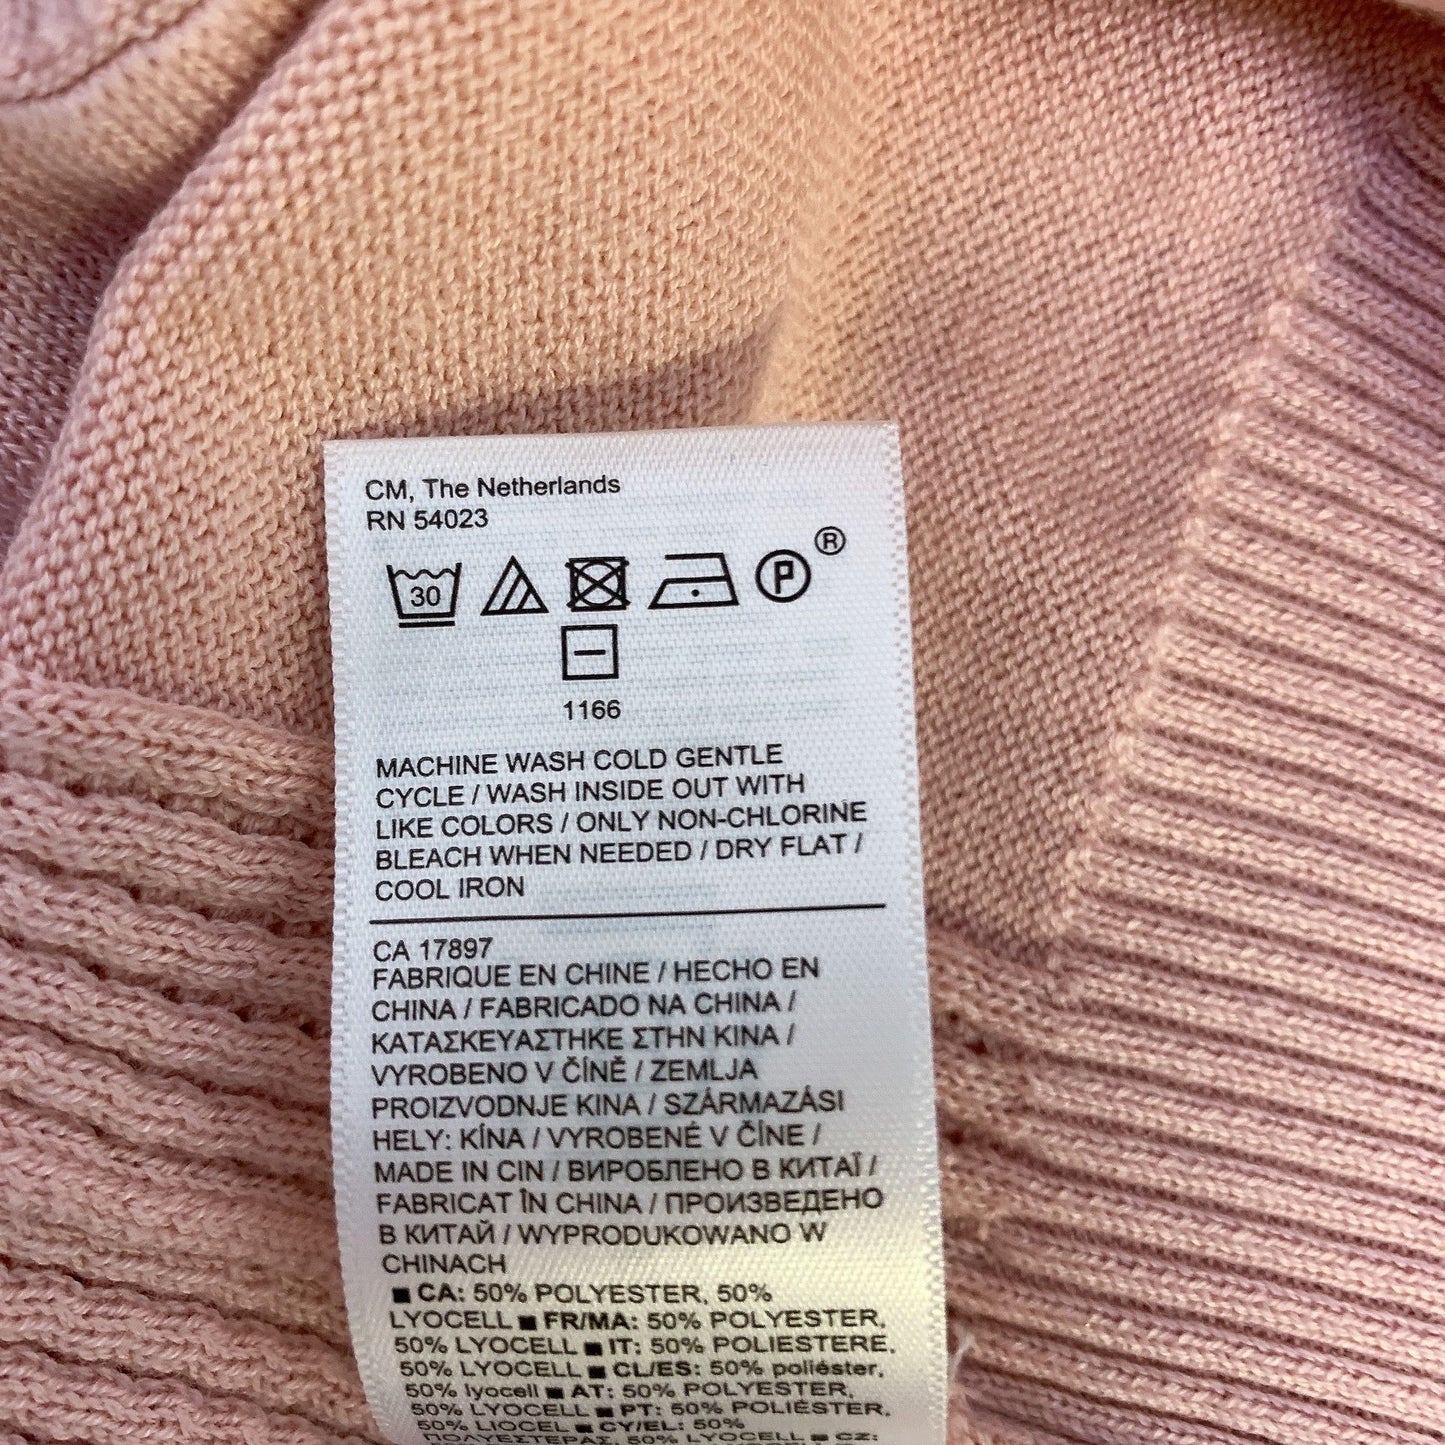 CM, The Netherlands
RN 54023
®
30 P
1166
MACHINE WASH COLD GENTLE
CYCLE / WASH INSIDE OUT WITH
LIKE COLORS / ONLY NON-CHLORINE
BLEACH WHEN NEEDED / DRY FLAT /
COOL IRON
CA 17897
FABRIQUE EN CHINE / HECHO EN
CHINA / FABRICADO NA CHINA /
ΚΑΤΑΣΚΕΥΑΣΤΗΚΕ ΣΤΗΝ ΚΙΝΑ /
VYROBENO V ČÍNĚ / ZEMLJA
PROIZVODNJE KINA / SZÁRMAZÁSI
HELY: KÍNA / VYROBENÉ V ČÍNE /
MADE IN CIN / ВИРОБЛЕНО В КИТАЇ /
FABRICAT ÎN CHINA / ПРОИЗВЕДЕНО
В КИТАЙ / WYPRODUKOWANO W
CHINACH
■ CA: 50% POLYESTER, 50%
LYOCELL ■ FR/MA: 50% POLYESTER,
50% LYOCELL ■ IT: 50% POLIESTERE,
50% LYOCELL ■ CL/ES: 50% poliéster,
50% lyocell ■ AT: 50% POLYESTER,
50% LYOCELL ■ PT: 50% POLIÉSTER,
50% LIOCEL ■ CY/EL: 50%
ΠΟΛΥΕΣΤΕΡΑΣ, 50% LYOCELL ■ CZ: